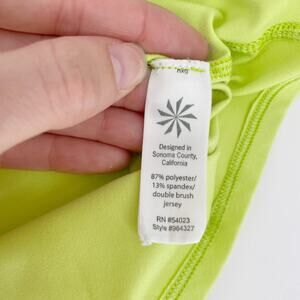 Designed in
Sonoma County,
California
87% polyester/
13% spandex/
double brush
jersey
RN #54023
Style #964327